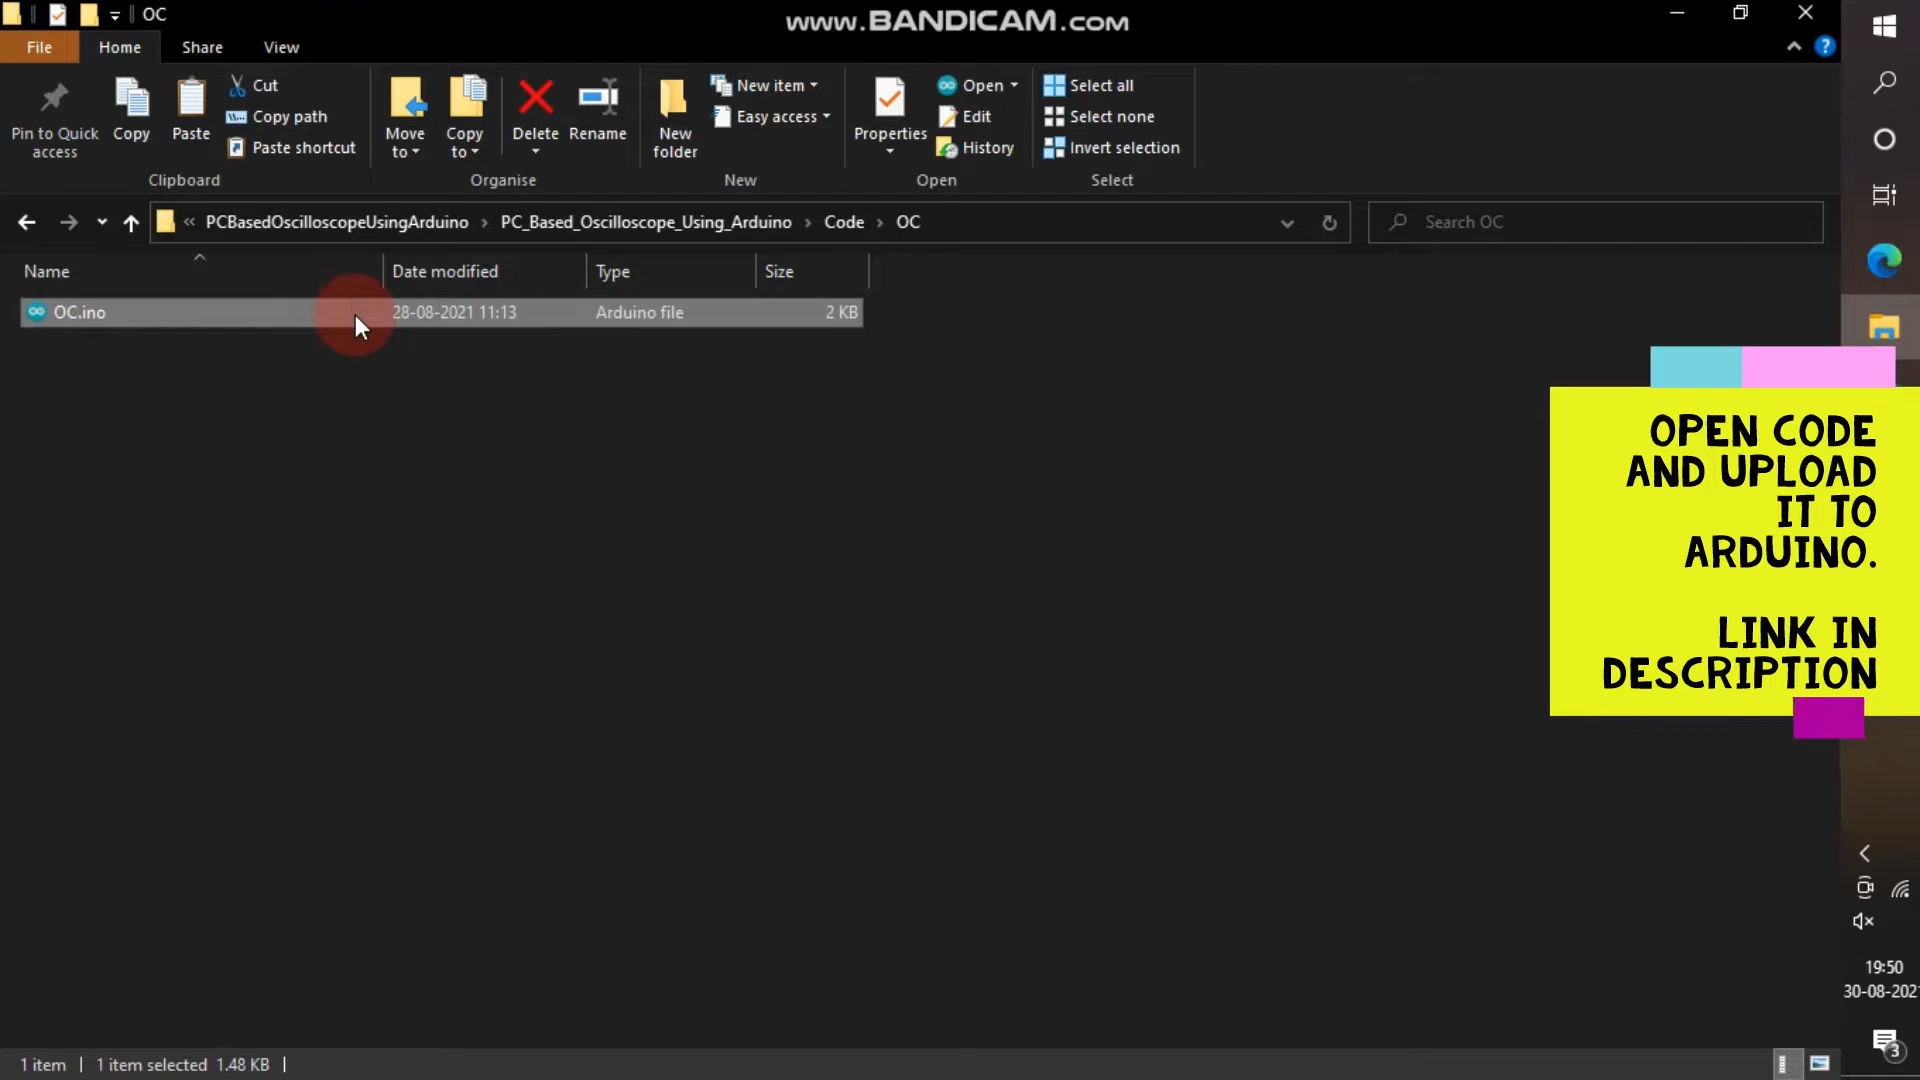 OC
www.BANDICAM.com
File
Home
Share
View
Pin to Quick
access
Copy
Paste
Cut
Copy path
Paste shortcut
Clipboard
Move
to
Copy
to
Delete
Rename
Organise
New
folder
New item
Easy access
New
Properties
Open
Edit
History
Open
Select all
Select none
Invert selection
Select
« PCBasedOscilloscopeUsingArduino › PC_Based_Oscilloscope_Using_Arduino › Code › OC
Search OC
Name
Date modified
Type
Size
OC.ino
28-08-2021 11:13
Arduino file
2 KB
OPEN CODE
AND UPLOAD
IT TO
ARDUINO.
LINK IN
DESCRIPTION
19:50
30-08-2021
3
1 item
1 item selected 1.48 KB